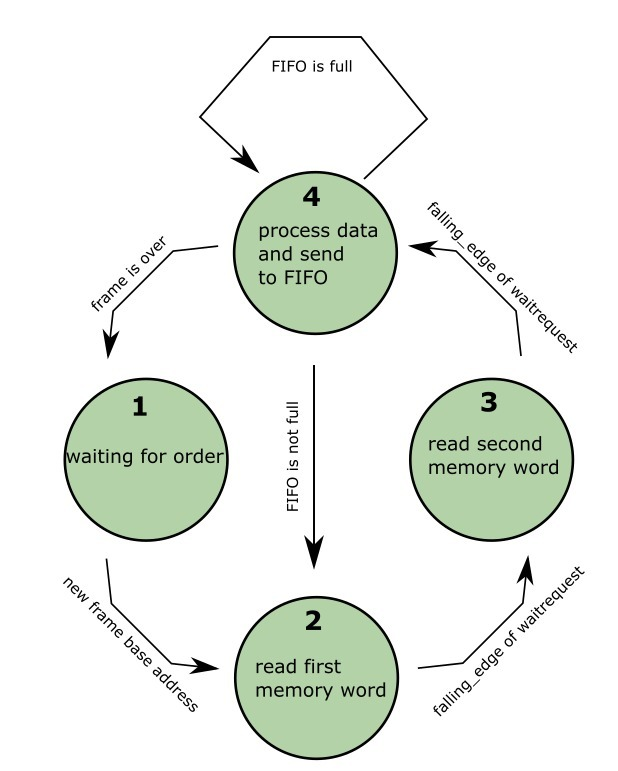 FIFO is full
4
process data
and send
to FIFO
frame is over
falling_edge of waitrequest
1
waiting for order
FIFO is not full
3
read second
memory word
new frame base address
2
read first
memory word
falling_edge of waitrequest